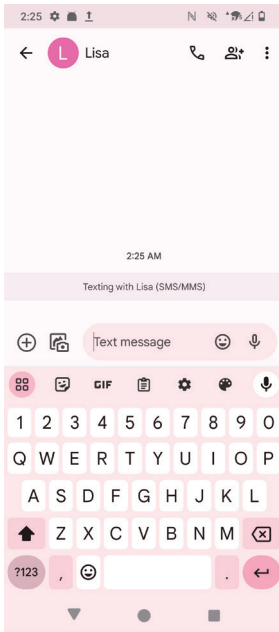 2:25
L Lisa
2:25 AM
Texting with Lisa (SMS/MMS)
Text message
GIF
1 2 3 4 5 6 7 8 9 0
Q W E R T Y U I O P
A S D F G H J K L
Z X C V B N M
?123 , .